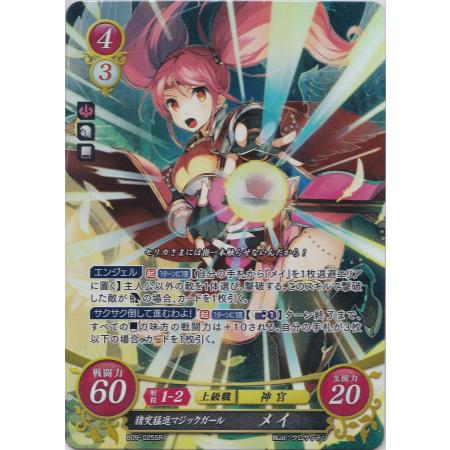 4
3
セリカさまには指一本触らせないんだから!
エンジェル 起 1ターンに1回 【自分の手札から「メイ」を1枚退避エリア
に置く】主人公以外の敵を1体選び、撃破する。このスキルで撃破
した敵が の場合、カードを1枚引く。
サクサク倒して進むわよ! 起 1ターンに1回 ターン終了まで、
すべての の味方の戦闘力は+10される。自分の手札が3枚
以下の場合、カードを1枚引く。
戦闘力
60
射程 1-2 上級職 神官
支援力
20
猪突猛進マジックガール メイ
B09-025SR
Illust:クロサワテツ